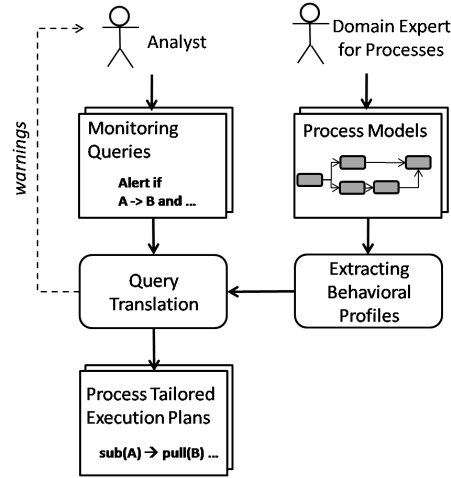 Analyst
Domain Expert
for Processes
warnings
Monitoring
Queries
Alert if
A -> B and ...
Process Models
Query
Translation
Extracting
Behavioral
Profiles
Process Tailored
Execution Plans
sub(A) → pull(B) ...